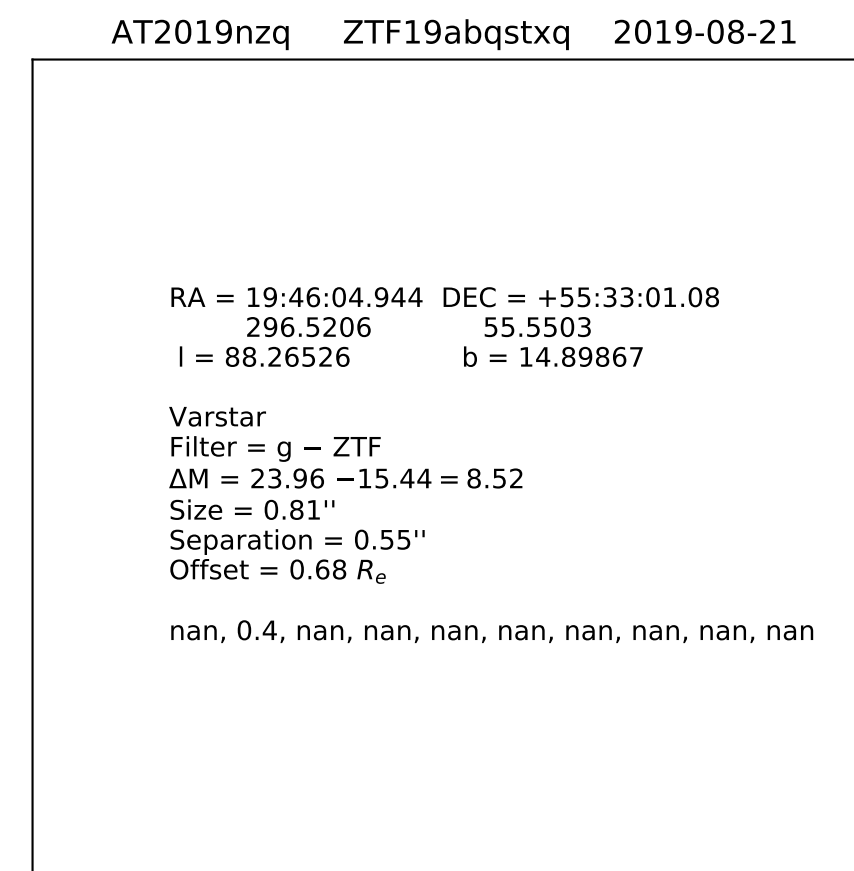 AT2019nzq ZTF19abqstxq 2019-08-21
RA = 19:46:04.944 DEC = +55:33:01.08
296.5206 55.5503
l = 88.26526 b = 14.89867
Varstar
Filter = g − ZTF
ΔM = 23.96 −15.44 = 8.52
Size = 0.81''
Separation = 0.55''
Offset = 0.68 Rₑ
nan, 0.4, nan, nan, nan, nan, nan, nan, nan, nan